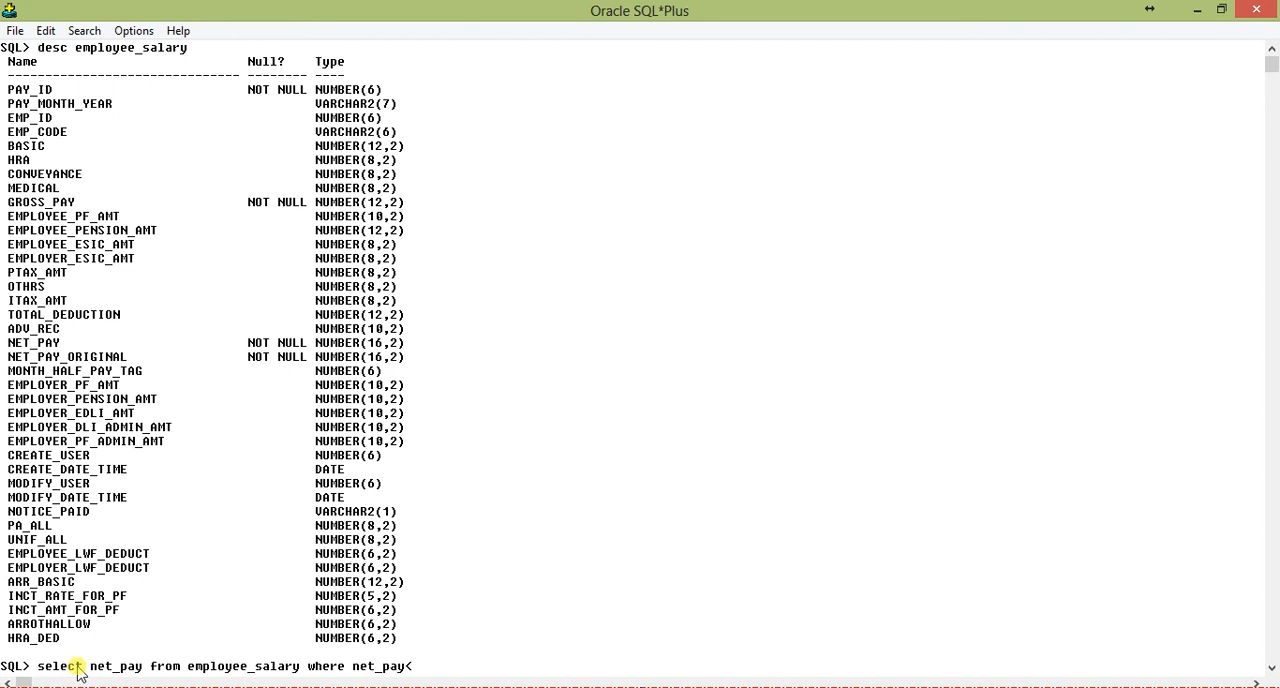 Oracle SQL*Plus
File Edit Search Options Help
SQL> desc employee_salary
Name Null? Type
------------------------------- -------- ----
PAY_ID NOT NULL NUMBER(6)
PAY_MONTH_YEAR VARCHAR2(7)
EMP_ID NUMBER(6)
EMP_CODE VARCHAR2(6)
BASIC NUMBER(12,2)
HRA NUMBER(8,2)
CONVEYANCE NUMBER(8,2)
MEDICAL NUMBER(8,2)
GROSS_PAY NOT NULL NUMBER(12,2)
EMPLOYEE_PF_AMT NUMBER(10,2)
EMPLOYEE_PENSION_AMT NUMBER(12,2)
EMPLOYEE_ESIC_AMT NUMBER(8,2)
EMPLOYER_ESIC_AMT NUMBER(8,2)
PTAX_AMT NUMBER(8,2)
OTHRS NUMBER(8,2)
ITAX_AMT NUMBER(8,2)
TOTAL_DEDUCTION NUMBER(12,2)
ADV_REC NUMBER(10,2)
NET_PAY NOT NULL NUMBER(16,2)
NET_PAY_ORIGINAL NOT NULL NUMBER(16,2)
MONTH_HALF_PAY_TAG NUMBER(6)
EMPLOYER_PF_AMT NUMBER(10,2)
EMPLOYER_PENSION_AMT NUMBER(10,2)
EMPLOYER_EDLI_AMT NUMBER(10,2)
EMPLOYER_DLI_ADMIN_AMT NUMBER(10,2)
EMPLOYER_PF_ADMIN_AMT NUMBER(10,2)
CREATE_USER NUMBER(6)
CREATE_DATE_TIME DATE
MODIFY_USER NUMBER(6)
MODIFY_DATE_TIME DATE
NOTICE_PAID VARCHAR2(1)
PA_ALL NUMBER(8,2)
UNIF_ALL NUMBER(8,2)
EMPLOYEE_LWF_DEDUCT NUMBER(6,2)
EMPLOYER_LWF_DEDUCT NUMBER(6,2)
ARR_BASIC NUMBER(12,2)
INCT_RATE_FOR_PF NUMBER(5,2)
INCT_AMT_FOR_PF NUMBER(6,2)
ARROTHALLOW NUMBER(6,2)
HRA_DED NUMBER(6,2)
SQL> select net_pay from employee_salary where net_pay<